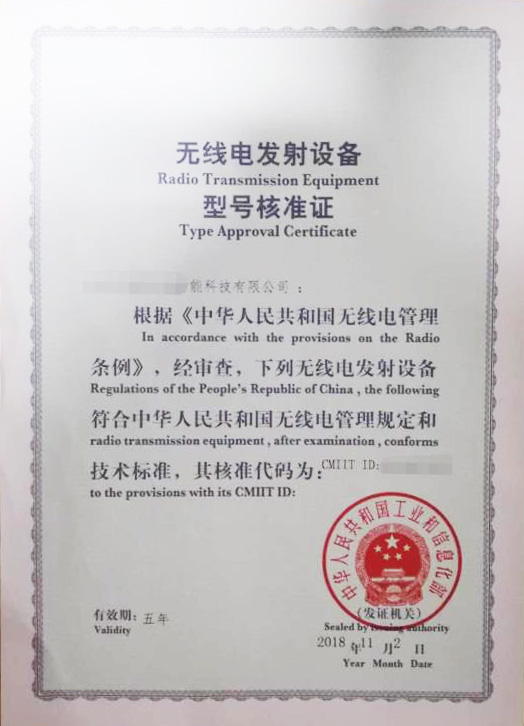 无线电发射设备
Radio Transmission Equipment
型号核准证
Type Approval Certificate
能科技有限公司：
根据《中华人民共和国无线电管理
In accordance with the provisions on the Radio
条例》，经审查，下列无线电发射设备
Regulations of the People's Republic of China , the following
符合中华人民共和国无线电管理规定和
radio transmission equipment , after examination , conforms
技术标准，其核准代码为：CMIIT ID:
to the provisions with its CMIIT ID:
中华人民共和国工业和信息化部
有效期：五年
Validity
(发证机关)
Sealed by Issuing authority
2018 年 11 月 2 日
Year Month Date